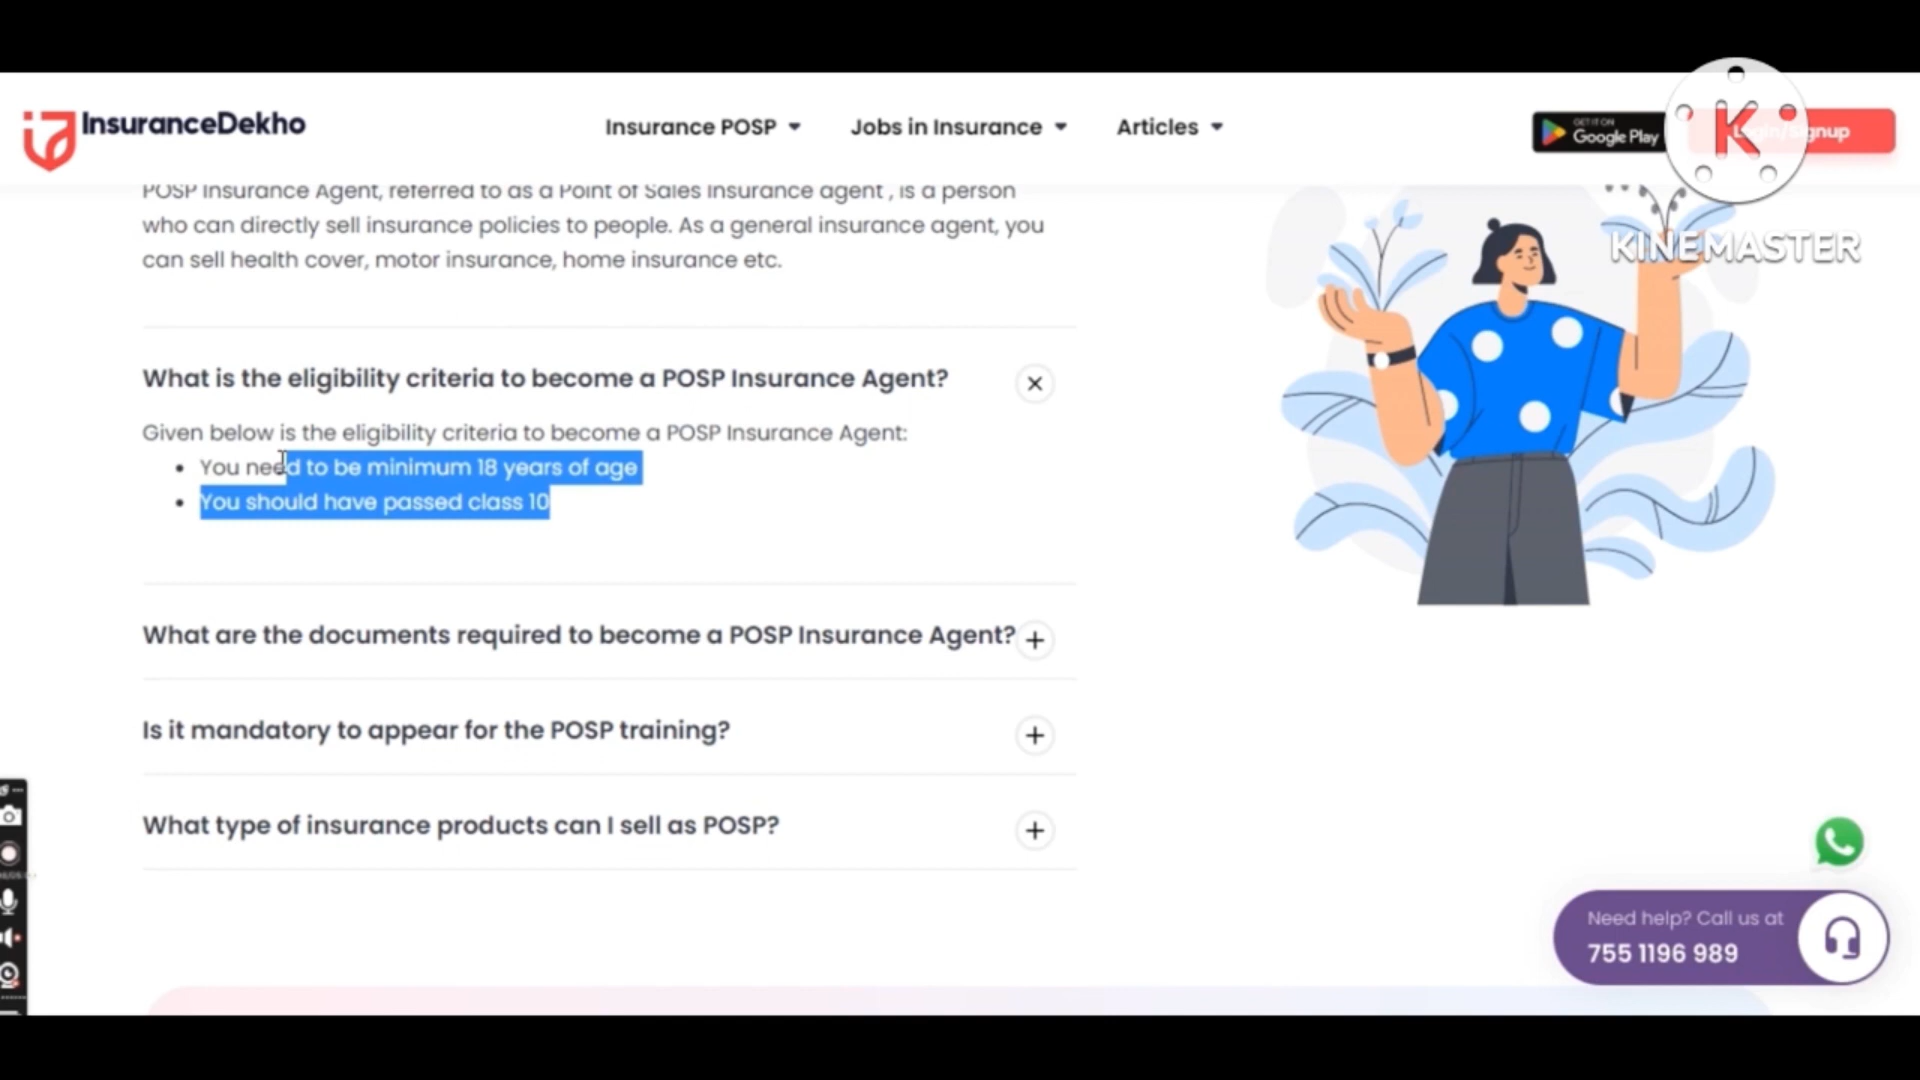 InsuranceDekho
Insurance POSP
Jobs in Insurance
Articles
GET IT ON
Google Play
Login/Signup
K
KINEMASTER
POSP Insurance Agent, referred to as a Point of Sales Insurance agent , is a person
who can directly sell insurance policies to people. As a general insurance agent, you
can sell health cover, motor insurance, home insurance etc.
What is the eligibility criteria to become a POSP Insurance Agent?
Given below is the eligibility criteria to become a POSP Insurance Agent:
• You need to be minimum 18 years of age
• You should have passed class 10
What are the documents required to become a POSP Insurance Agent?
Is it mandatory to appear for the POSP training?
What type of insurance products can I sell as POSP?
Need help? Call us at
755 1196 989